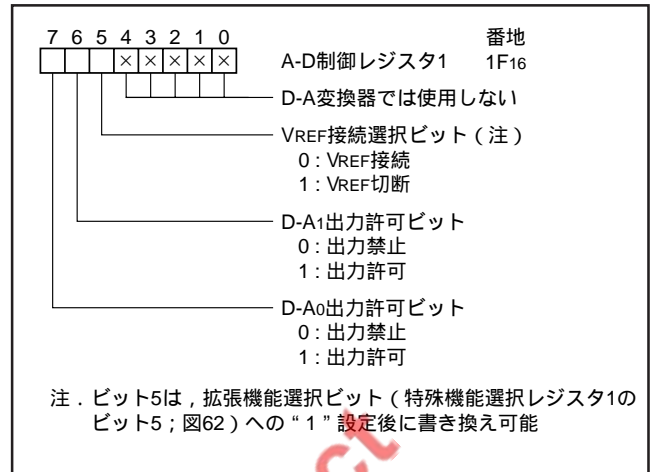 7 6 5 4 3 2 1 0 番地
× × × × × A-D制御レジスタ1 1F16
D-A変換器では使用しない
VREF接続選択ビット（注）
0 : VREF接続
1 : VREF切断
D-A1出力許可ビット
0 : 出力禁止
1 : 出力許可
D-A0出力許可ビット
0 : 出力禁止
1 : 出力許可
注．ビット5は，拡張機能選択ビット（特殊機能選択レジスタ1の
ビット5；図62）への“1”設定後に書き換え可能
ct